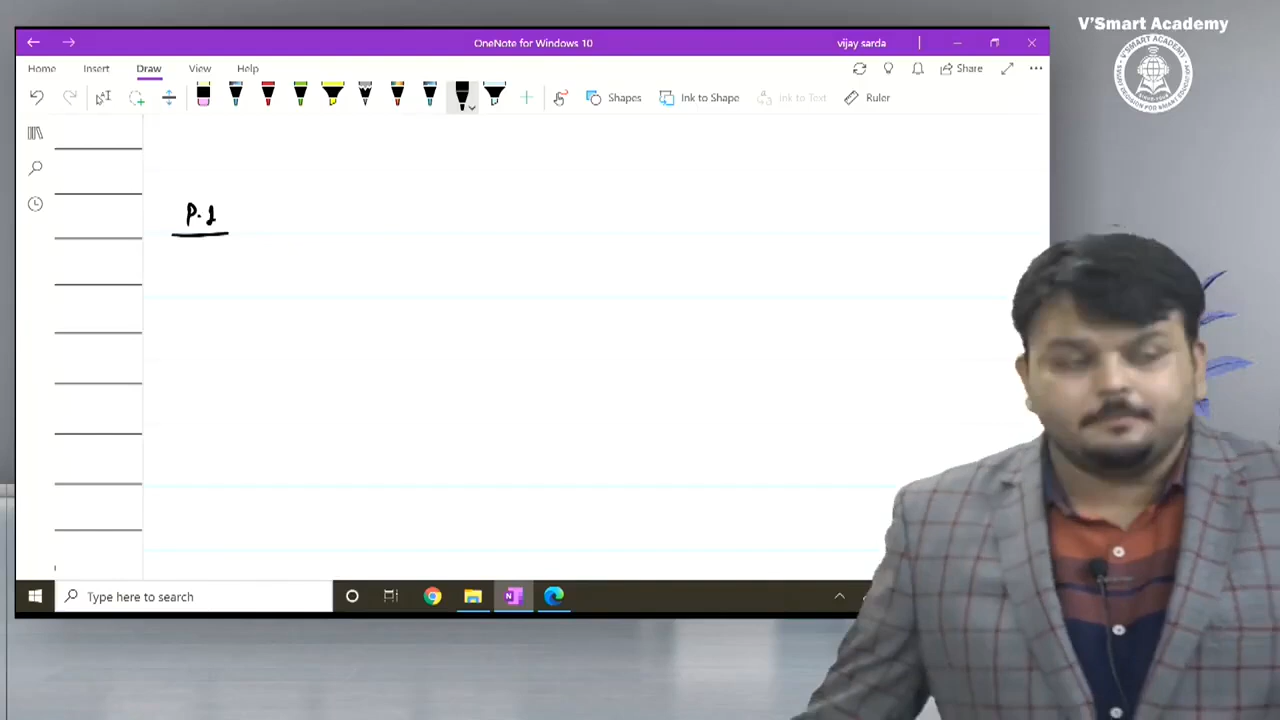 V'Smart Academy
OneNote for Windows 10
vijay sarda
Home Insert Draw View Help
Share
Shapes Ink to Shape Ink to Text Ruler
P.1
Type here to search